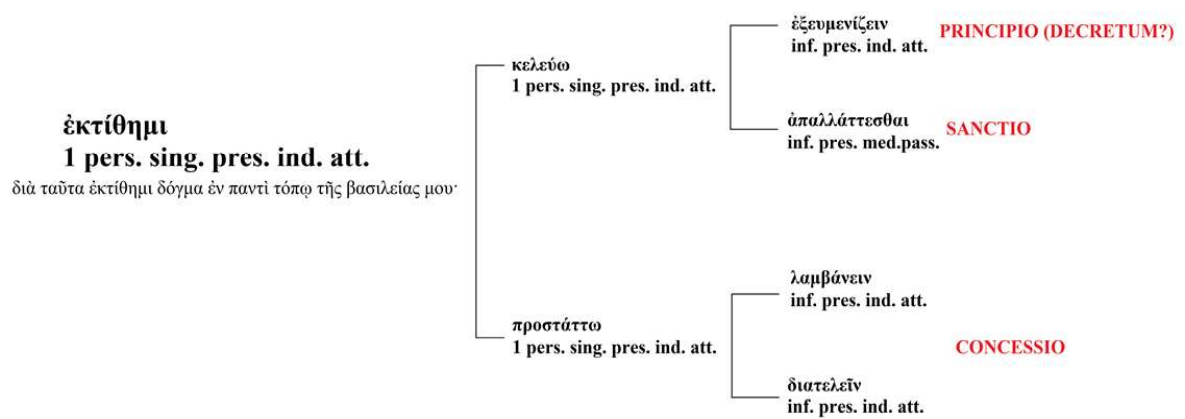 ἐκτίθημι
1 pers. sing. pres. ind. att.
διὰ ταῦτα ἐκτίθημι δόγμα ἐν παντὶ τόπῳ τῆς βασιλείας μου·
κελεύω
1 pers. sing. pres. ind. att.
ἐξευμενίζειν
inf. pres. ind. att.
PRINCIPIO (DECRETUM?)
ἀπαλλάττεσθαι
inf. pres. med.pass.
SANCTIO
προστάττω
1 pers. sing. pres. ind. att.
λαμβάνειν
inf. pres. ind. att.
CONCESSIO
διατελεῖν
inf. pres. ind. att.